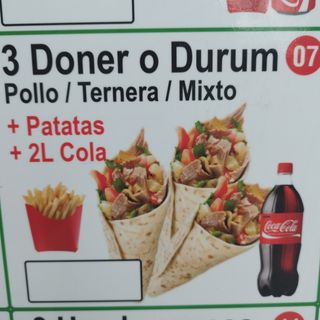 3 Doner o Durum 07
Pollo / Ternera / Mixto
+ Patatas
+ 2L Cola
Coca-Cola